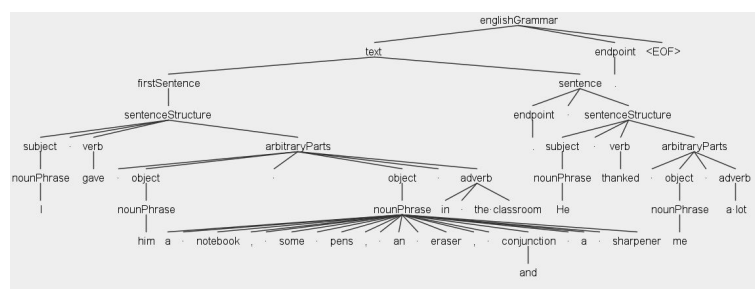 englishGrammar
text endpoint <EOF>
firstSentence sentence .
sentenceStructure endpoint · sentenceStructure
subject · verb arbitraryParts . subject · verb arbitraryParts
nounPhrase gave · object · object · adverb nounPhrase thanked · object · adverb
I nounPhrase nounPhrase in · the·classroom He nounPhrase a·lot
him a · notebook , · some · pens , · an · eraser , · conjunction · a · sharpener me
and